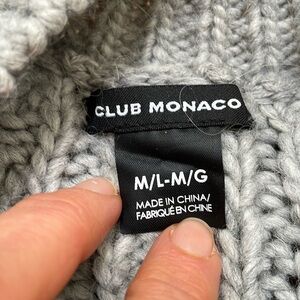 CLUB MONACO
M/L-M/G
MADE IN CHINA/
FABRIQUÉ EN CHINE